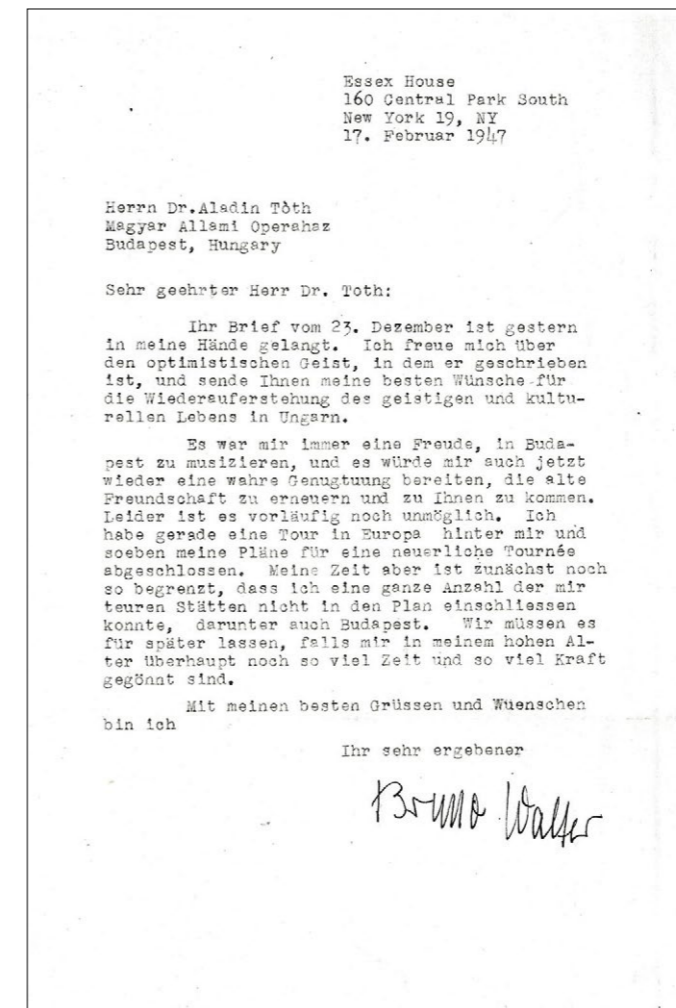 Essex House
160 Central Park South
New York 19, NY
17. Februar 1947
Herrn Dr.Aladin Tòth
Magyar Allami Operahaz
Budapest, Hungary
Sehr geehrter Herr Dr. Toth:
Ihr Brief vom 23. Dezember ist gestern
in meine Hände gelangt. Ich freue mich über
den optimistischen Geist, in dem er geschrieben
ist, und sende Ihnen meine besten Wünsche für
die Wiederauferstehung des geistigen und kultu-
rellen Lebens in Ungarn.
Es war mir immer eine Freude, in Buda-
pest zu musizieren, und es würde mir auch jetzt
wieder eine wahre Genugtuung bereiten, die alte
Freundschaft zu erneuern und zu Ihnen zu kommen.
Leider ist es vorläufig noch unmöglich. Ich
habe gerade eine Tour in Europa hinter mir und
soeben meine Pläne für eine neuerliche Tournée
abgeschlossen. Meine Zeit aber ist zunächst noch
so begrenzt, dass ich eine ganze Anzahl der mir
teuren Stätten nicht in den Plan einschliessen
konnte, darunter auch Budapest. Wir müssen es
für später lassen, falls mir in meinem hohen Al-
ter überhaupt noch so viel Zeit und so viel Kraft
gegönnt sind.
Mit meinen besten Grüssen und Wuenschen
bin ich
Ihr sehr ergebener
Bruno Walter